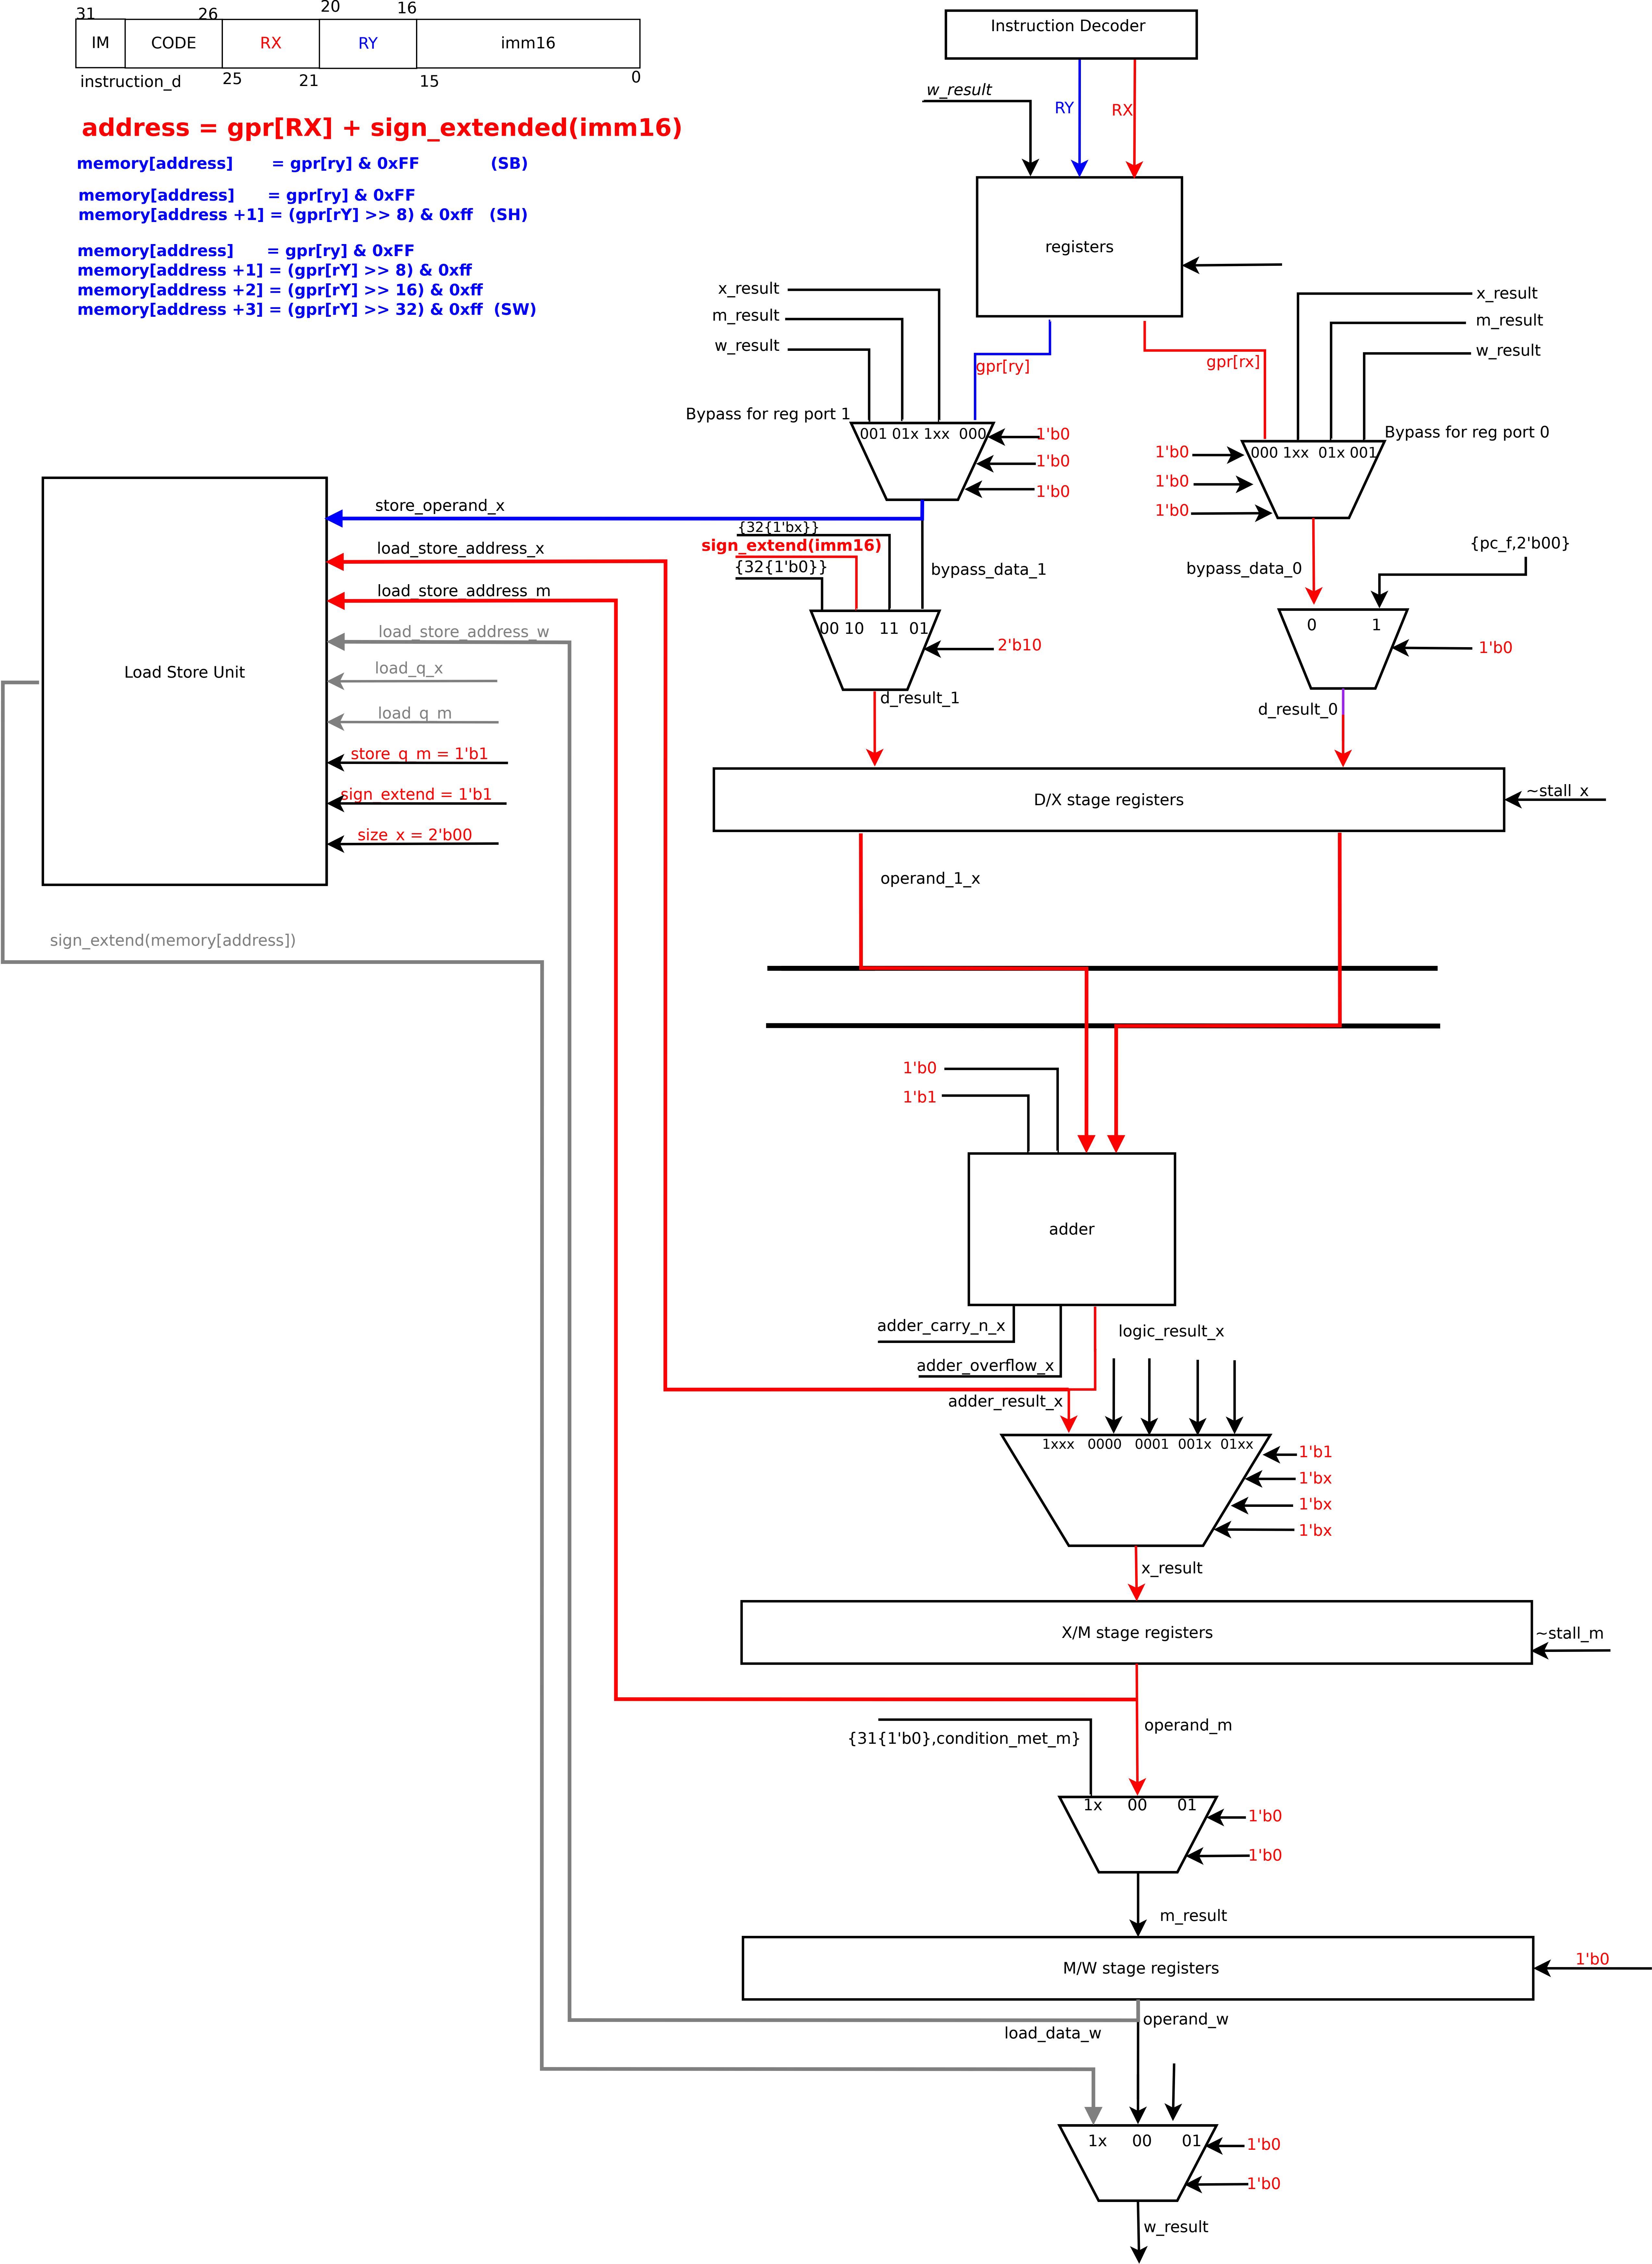 31 26 20 16
IM CODE RX RY imm16
instruction_d 25 21 15 0
address = gpr[RX] + sign_extended(imm16)
memory[address] = gpr[ry] & 0xFF (SB)
memory[address] = gpr[ry] & 0xFF
memory[address +1] = (gpr[rY] >> 8) & 0xff (SH)
memory[address] = gpr[ry] & 0xFF
memory[address +1] = (gpr[rY] >> 8) & 0xff
memory[address +2] = (gpr[rY] >> 16) & 0xff
memory[address +3] = (gpr[rY] >> 32) & 0xff (SW)
Instruction Decoder
w_result
RY
RX
registers
x_result
m_result
w_result
gpr[ry]
gpr[rx]
x_result
m_result
w_result
Bypass for reg port 1
001 01x 1xx 000
1'b0
1'b0
1'b0
Bypass for reg port 0
000 1xx 01x 001
1'b0
1'b0
1'b0
Load Store Unit
store_operand_x
load_store_address_x
load_store_address_m
load_store_address_w
load_q_x
load_q_m
store_q_m = 1'b1
sign_extend = 1'b1
size_x = 2'b00
sign_extend(memory[address])
{32{1'bx}}
sign_extend(imm16)
{32{1'b0}}
bypass_data_1
00 10 11 01
2'b10
d_result_1
bypass_data_0
{pc_f,2'b00}
0 1
1'b0
d_result_0
D/X stage registers
~stall_x
operand_1_x
1'b0
1'b1
adder
adder_carry_n_x
adder_overflow_x
adder_result_x
logic_result_x
1xxx 0000 0001 001x 01xx
1'b1
1'bx
1'bx
1'bx
x_result
X/M stage registers
~stall_m
operand_m
{31{1'b0},condition_met_m}
1x 00 01
1'b0
1'b0
m_result
M/W stage registers
1'b0
operand_w
load_data_w
1x 00 01
1'b0
1'b0
w_result